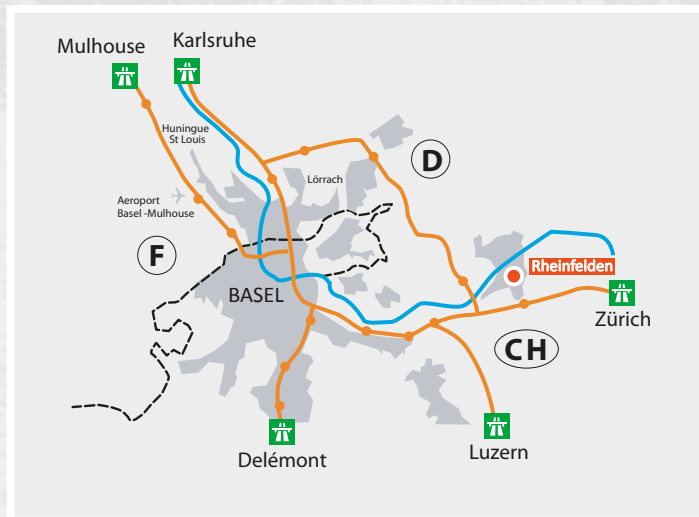 Mulhouse
Karlsruhe
Huningue
St Louis
D
Lörrach
Aeroport
Basel -Mulhouse
F
Rheinfelden
BASEL
Zürich
CH
Delémont
Luzern